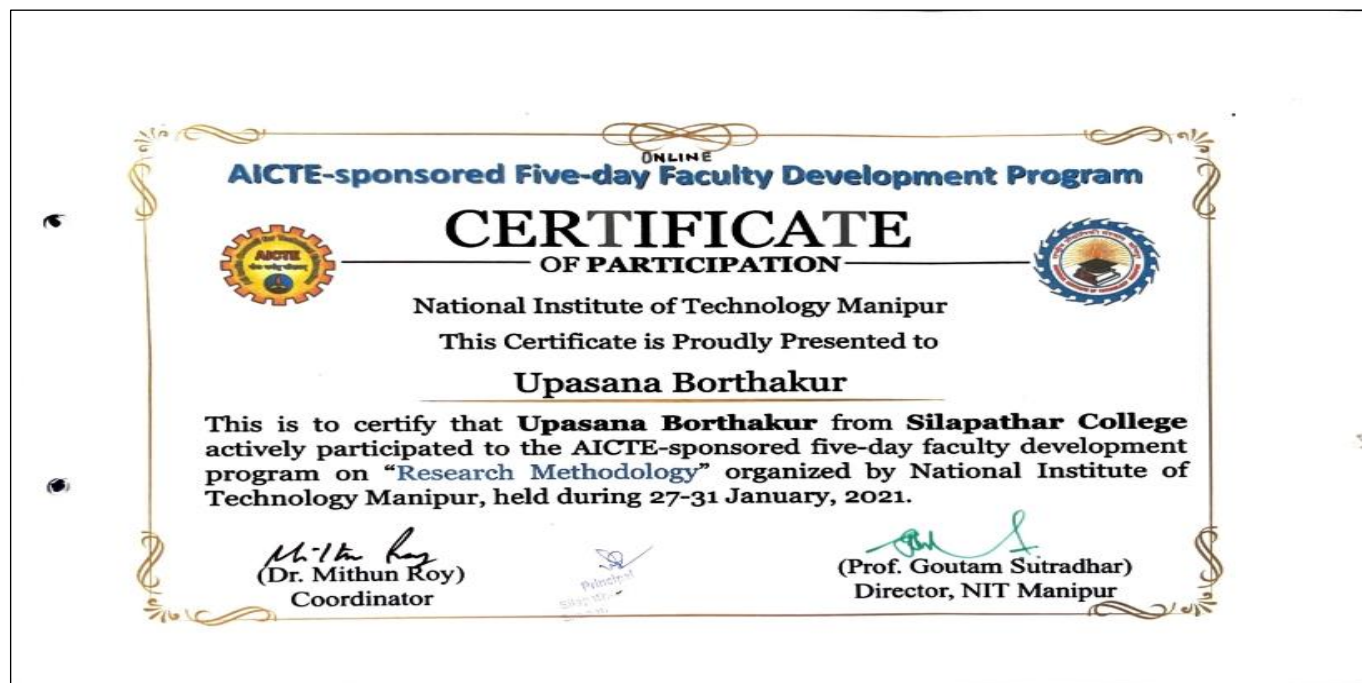 ONLINE
AICTE-sponsored Five-day Faculty Development Program
CERTIFICATE
OF PARTICIPATION
AICTE
National Institute of Technology Manipur
This Certificate is Proudly Presented to
Upasana Borthakur
This is to certify that Upasana Borthakur from Silapathar College
actively participated to the AICTE-sponsored five-day faculty development
program on “Research Methodology” organized by National Institute of
Technology Manipur, held during 27-31 January, 2021.
(Dr. Mithun Roy)
Coordinator
Principal
(Prof. Goutam Sutradhar)
Director, NIT Manipur